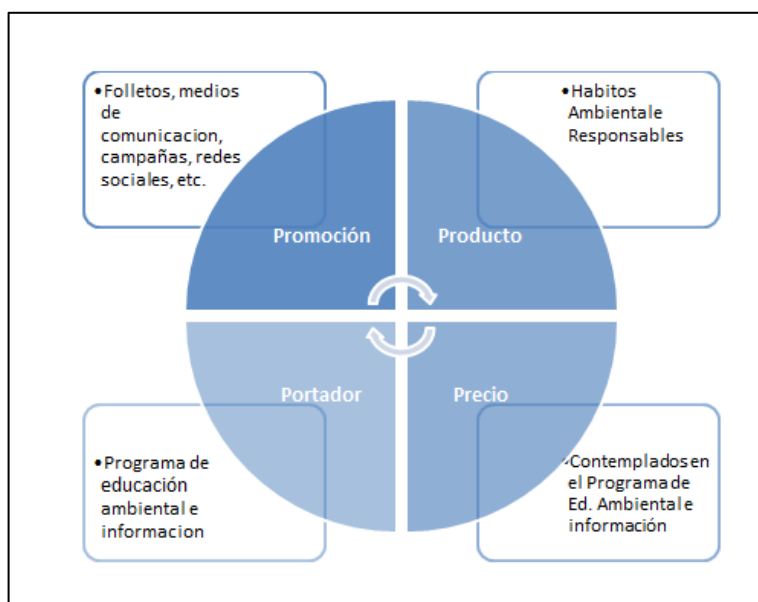 •Folletos, medios
de
comunicacion,
campañas, redes
sociales, etc.
Promoción
•Habitos
Ambientale
Responsables
Producto
Portador
•Programa de
educación
ambiental e
informacion
Precio
•Contemplados en
el Programa de
Ed. Ambiental e
información